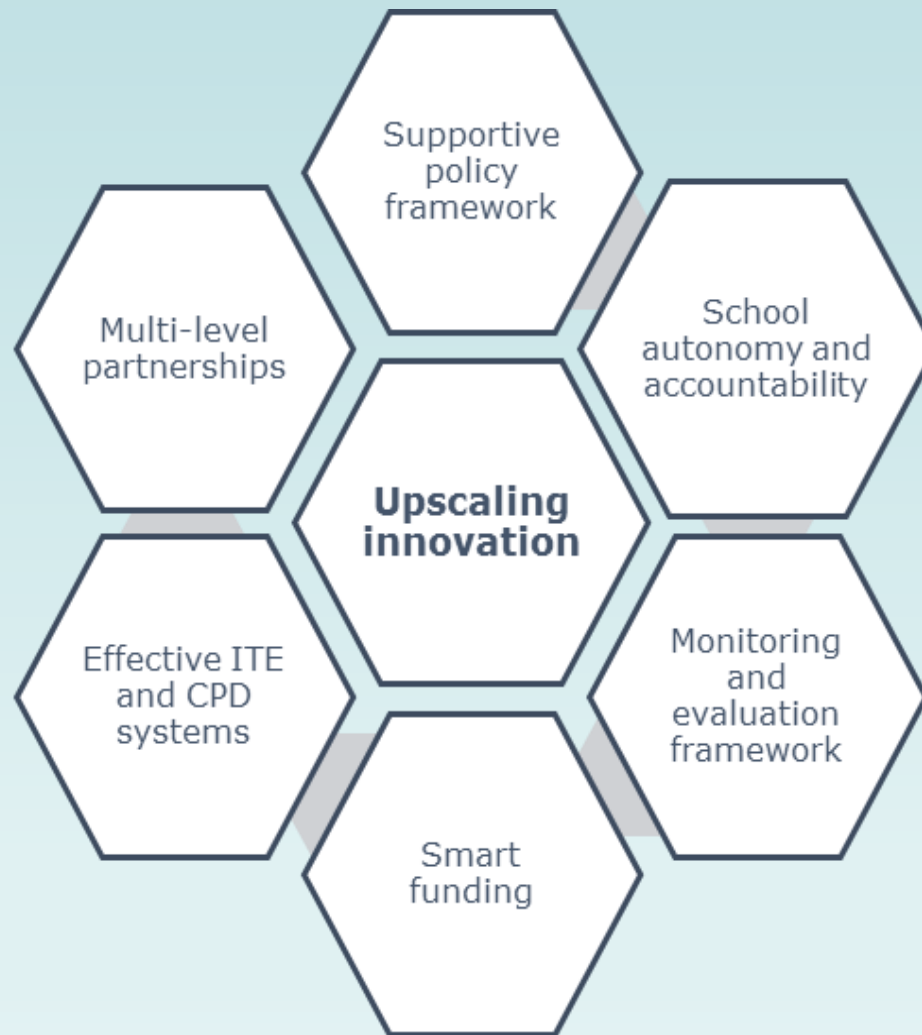 Supportive
policy
framework
School
autonomy and
accountability
Multi-level
partnerships
Upscaling
innovation
Monitoring
and
evaluation
framework
Effective ITE
and CPD
systems
Smart
funding